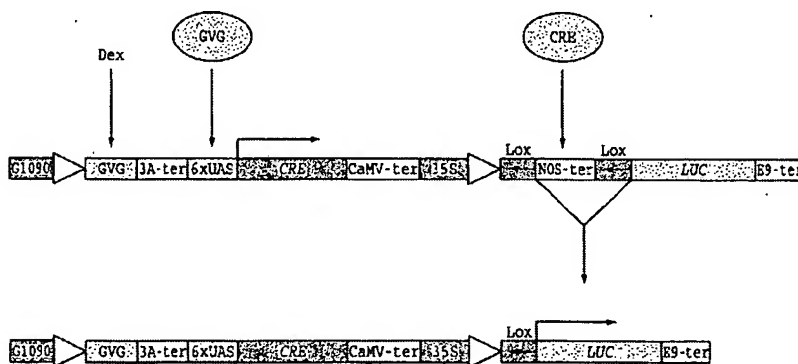 GVG
CRE
Dex
Lox
Lox
G1090 GVG 3A-ter 6xUAS CRE CaMV-ter 35S NOS-ter LUC E9-ter
Lox
G1090 GVG 3A-ter 6xUAS CRE CaMV-ter 35S LUC E9-ter